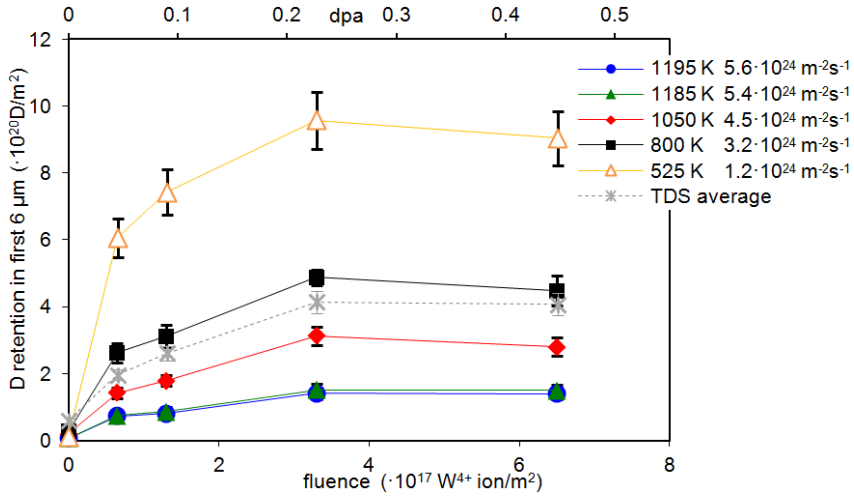 0 0.1 0.2 dpa 0.3 0.4 0.5
12
10
8
6
4
2
0
D retention in first 6 µm (·10²⁰D/m²)
1195 K 5.6·10²⁴ m⁻²s⁻¹
1185 K 5.4·10²⁴ m⁻²s⁻¹
1050 K 4.5·10²⁴ m⁻²s⁻¹
800 K 3.2·10²⁴ m⁻²s⁻¹
525 K 1.2·10²⁴ m⁻²s⁻¹
TDS average
0 2 4 6 8
fluence (·10¹⁷ W⁴⁺ ion/m²)